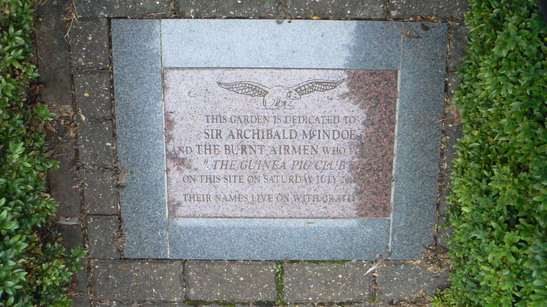 THIS GARDEN IS DEDICATED TO
SIR ARCHIBALD McINDOE
AND THE BURNT AIRMEN WHO
"THE GUINEA PIG CLUB
ON THIS SITE ON SATURDAY JULY
THEIR NAMES LIVE ON WITH